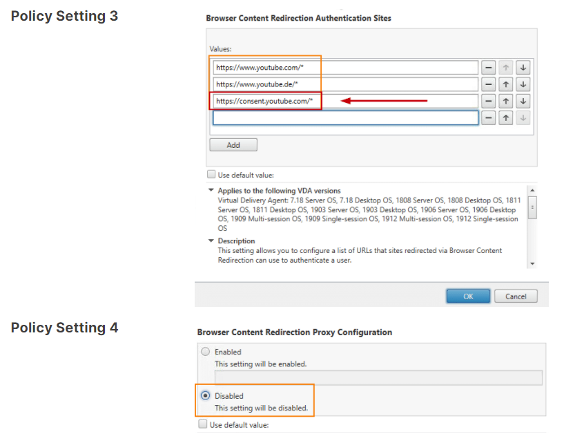 Policy Setting 3
Browser Content Redirection Authentication Sites
Values:
https://www.youtube.com/*
https://www.youtube.de/*
https://consent.youtube.com/*
Add
Use default value:
Applies to the following VDA versions
Virtual Delivery Agent: 7.18 Server OS, 7.18 Desktop OS, 1808 Server OS, 1808 Desktop OS, 1811
Server OS, 1811 Desktop OS, 1903 Server OS, 1903 Desktop OS, 1906 Server OS, 1906 Desktop
OS, 1909 Multi-session OS, 1909 Single-session OS, 1912 Multi-session OS, 1912 Single-session
OS
Description
This setting allows you to configure a list of URLs that sites redirected via Browser Content
Redirection can use to authenticate a user.
OK
Cancel
Policy Setting 4
Browser Content Redirection Proxy Configuration
Enabled
This setting will be enabled.
Disabled
This setting will be disabled.
Use default value: